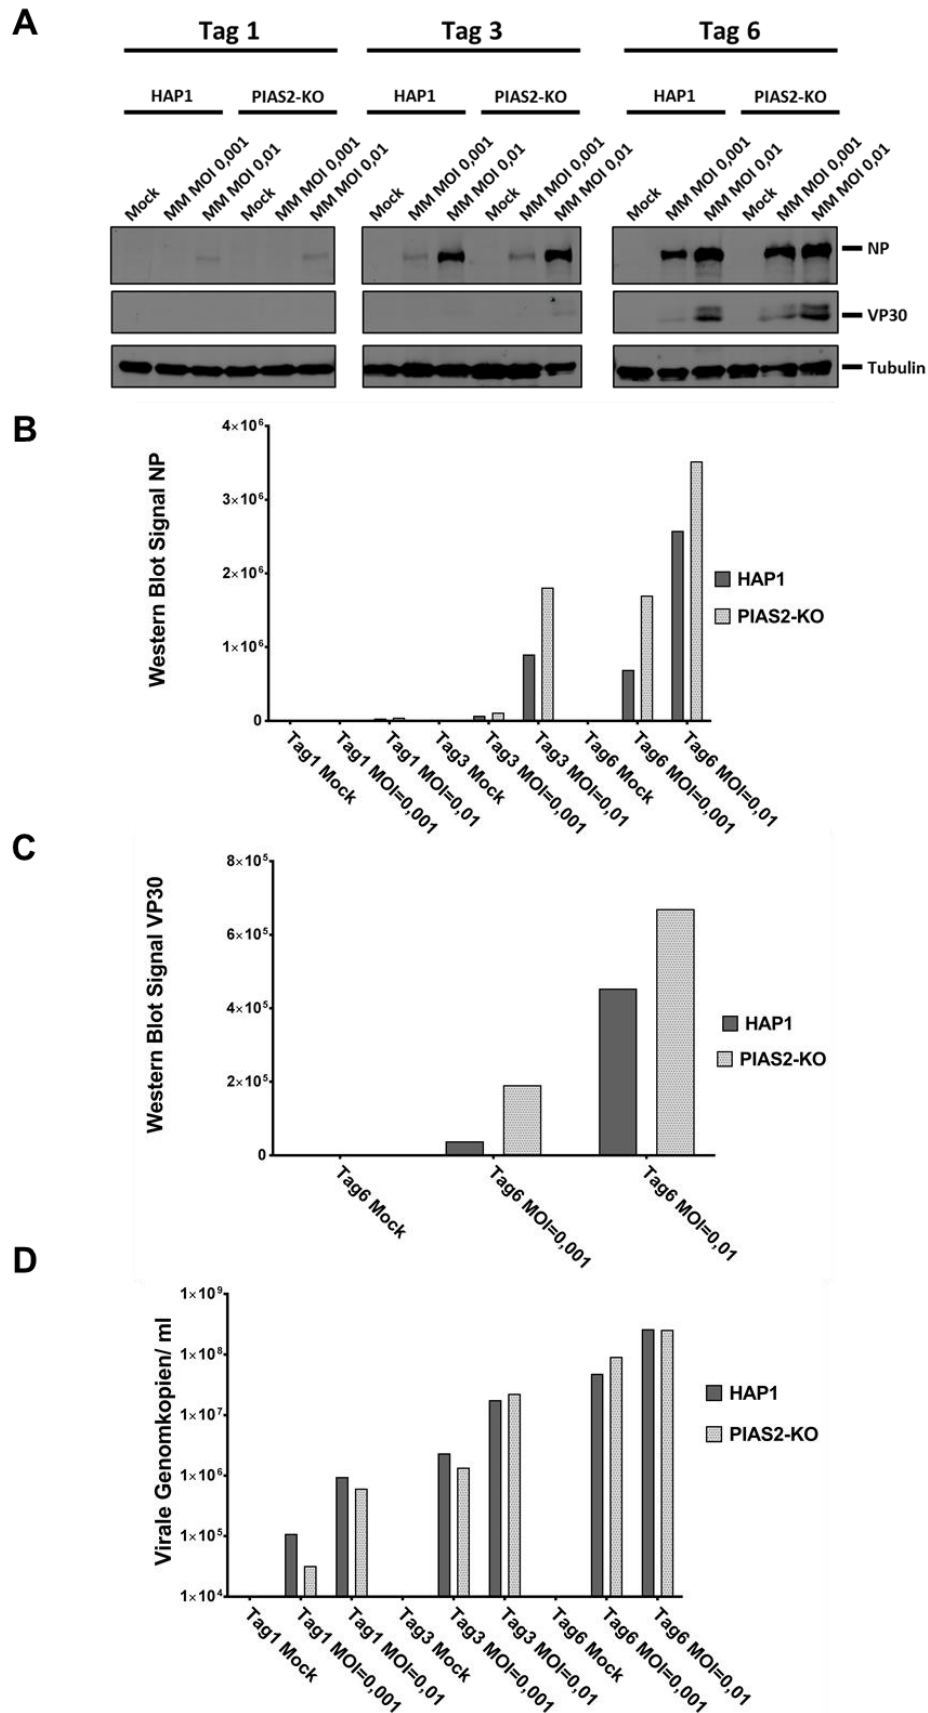 A
Tag 1 Tag 3 Tag 6
HAP1 PIAS2-KO HAP1 PIAS2-KO HAP1 PIAS2-KO
Mock MM MOI 0,001 MM MOI 0,01 Mock MM MOI 0,001 MM MOI 0,01 Mock MM MOI 0,001 MM MOI 0,01 Mock MM MOI 0,001 MM MOI 0,01 Mock MM MOI 0,001 MM MOI 0,01 Mock MM MOI 0,001 MM MOI 0,01
NP
VP30
Tubulin
B
Western Blot Signal NP
4×10⁶
3×10⁶
2×10⁶
1×10⁶
0
HAP1
PIAS2-KO
Tag1 Mock
Tag1 MOI=0,001
Tag1 MOI=0,01
Tag3 Mock
Tag3 MOI=0,001
Tag3 MOI=0,01
Tag6 Mock
Tag6 MOI=0,001
Tag6 MOI=0,01
C
Western Blot Signal VP30
8×10⁵
6×10⁵
4×10⁵
2×10⁵
0
HAP1
PIAS2-KO
Tag6 Mock
Tag6 MOI=0,001
Tag6 MOI=0,01
D
Virale Genomkopien/ ml
1×10⁹
1×10⁸
1×10⁷
1×10⁶
1×10⁵
1×10⁴
HAP1
PIAS2-KO
Tag1 Mock
Tag1 MOI=0,001
Tag1 MOI=0,01
Tag3 Mock
Tag3 MOI=0,001
Tag3 MOI=0,01
Tag6 Mock
Tag6 MOI=0,001
Tag6 MOI=0,01